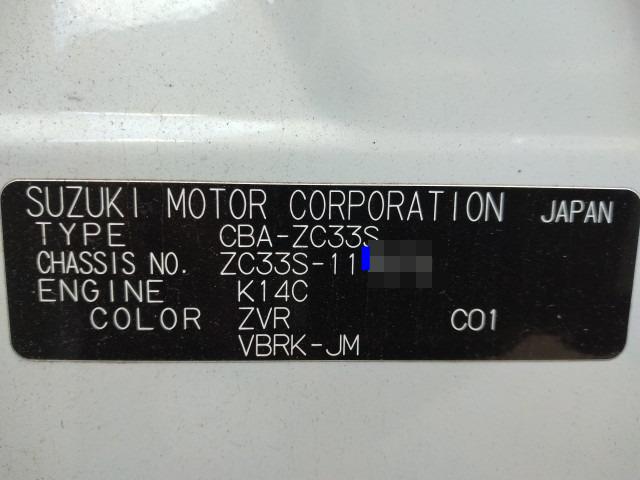 SUZUKI MOTOR CORPORATION JAPAN
TYPE CBA-ZC33S
CHASSIS NO. ZC33S-11
ENGINE K14C
COLOR ZVR C01
VBRK-JM